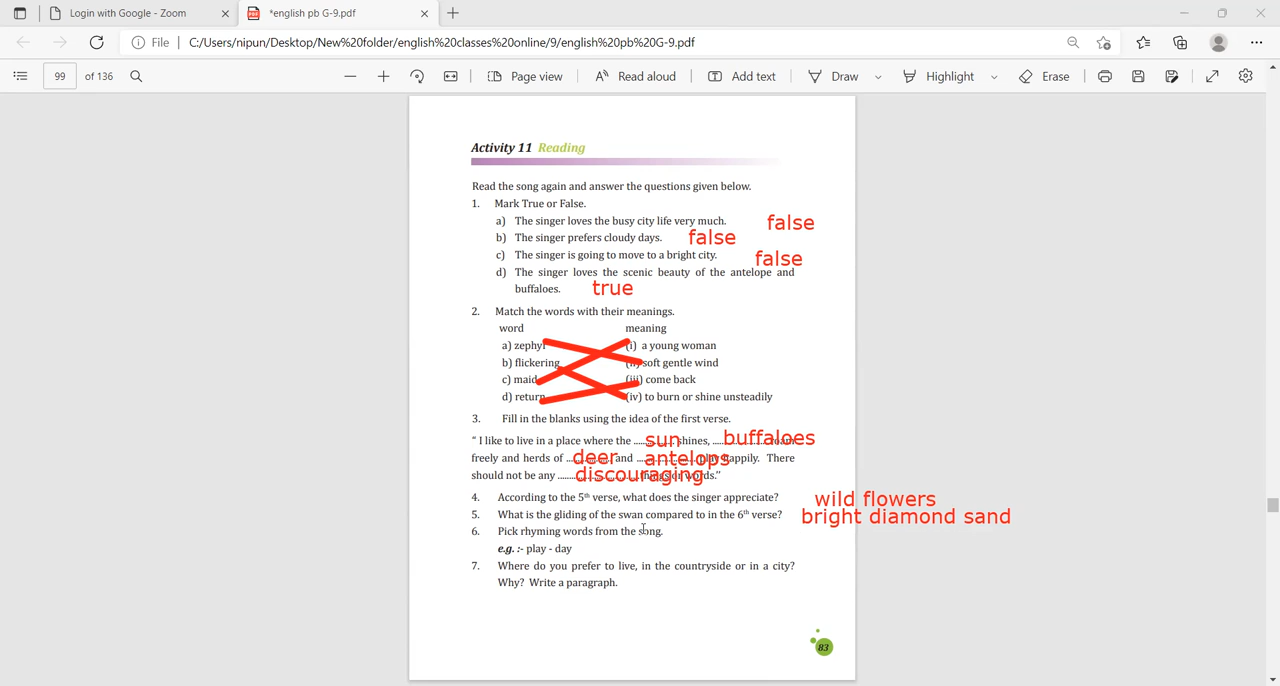 Login with Google - Zoom
*english pb G-9.pdf
File
C:/Users/nipun/Desktop/New%20folder/english%20classes%20online/9/english%20pb%20G-9.pdf
99 of 136
Page view
Read aloud
Add text
Draw
Highlight
Erase
Activity 11 Reading
Read the song again and answer the questions given below.
1. Mark True or False.
a) The singer loves the busy city life very much. false
b) The singer prefers cloudy days. false
c) The singer is going to move to a bright city. false
d) The singer loves the scenic beauty of the antelope and
buffaloes. true
2. Match the words with their meanings.
word meaning
a) zephyr (i) a young woman
b) flickering (ii) soft gentle wind
c) maid (iii) come back
d) return (iv) to burn or shine unsteadily
3. Fill in the blanks using the idea of the first verse.
" I like to live in a place where the sun shines, buffaloes roam
freely and herds of deer and antelops play happily. There
should not be any discouraging things or words."
4. According to the 5th verse, what does the singer appreciate? wild flowers
5. What is the gliding of the swan compared to in the 6th verse? bright diamond sand
6. Pick rhyming words from the song.
e.g. :- play - day
7. Where do you prefer to live, in the countryside or in a city?
Why? Write a paragraph.
83